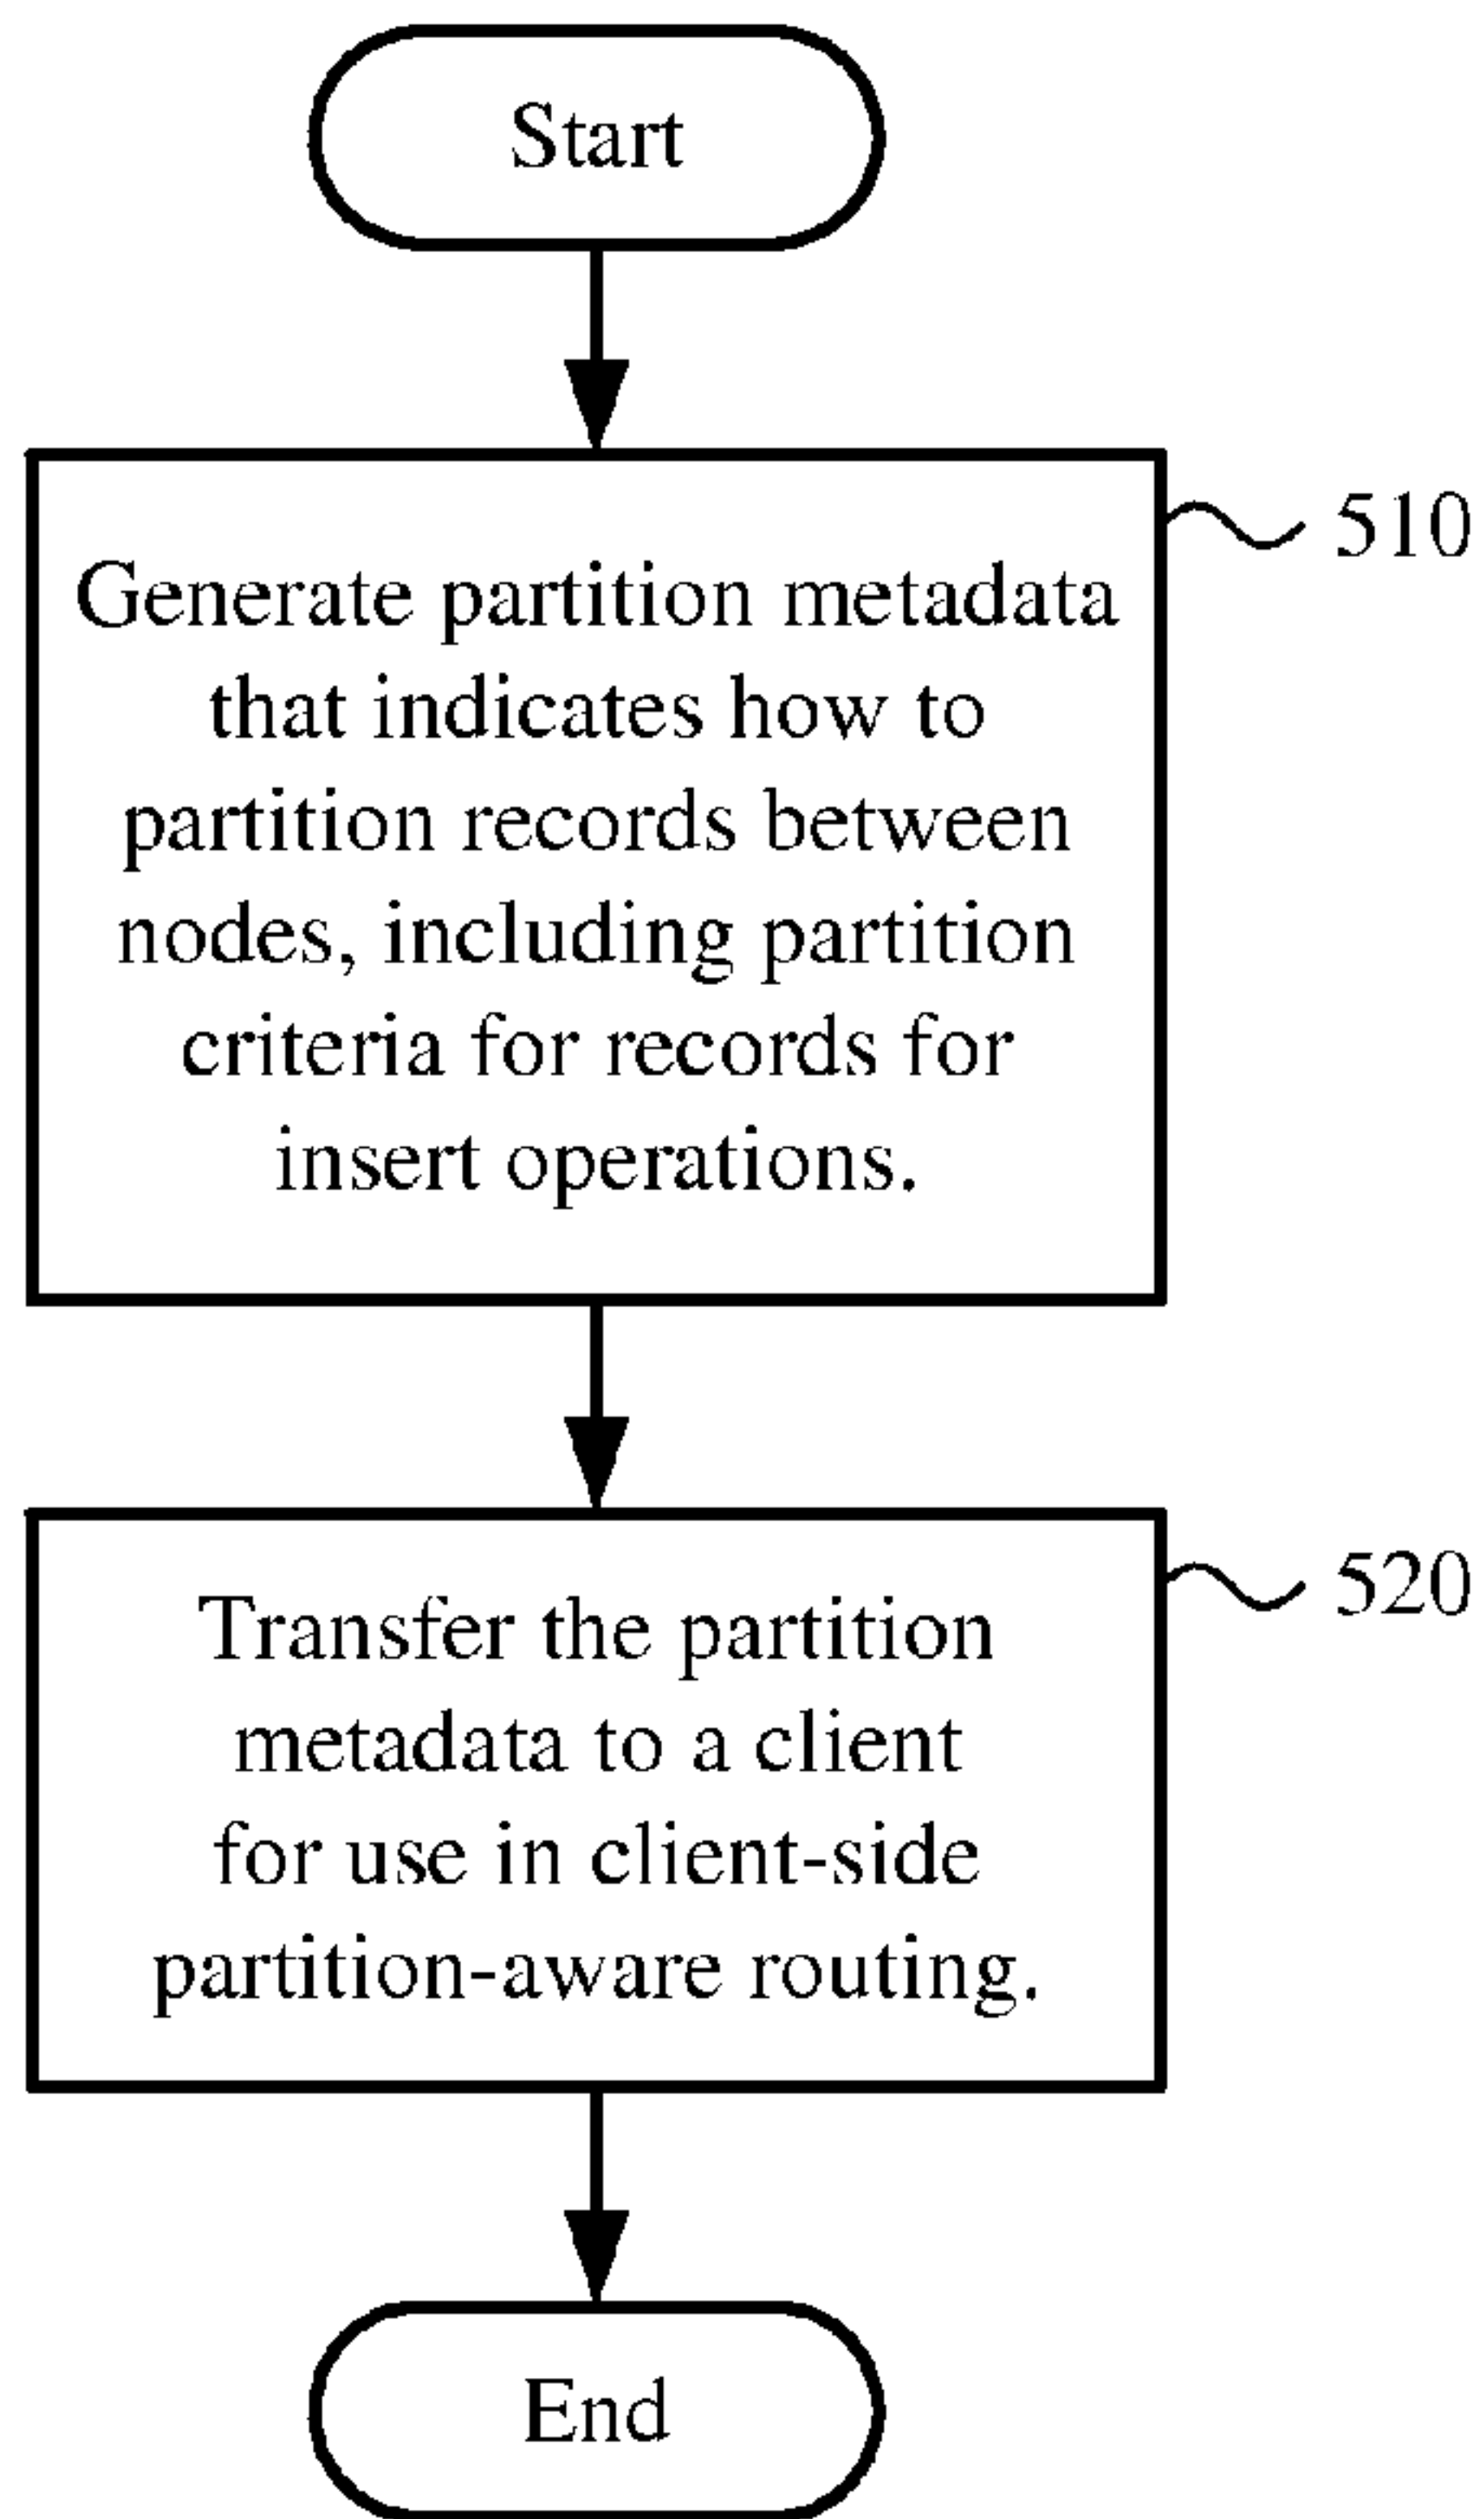 Start
510
Generate partition metadata
that indicates how to
partition records between
nodes, including partition
criteria for records for
insert operations.
520
Transfer the partition
metadata to a client
for use in client-side
partition-aware routing.
End